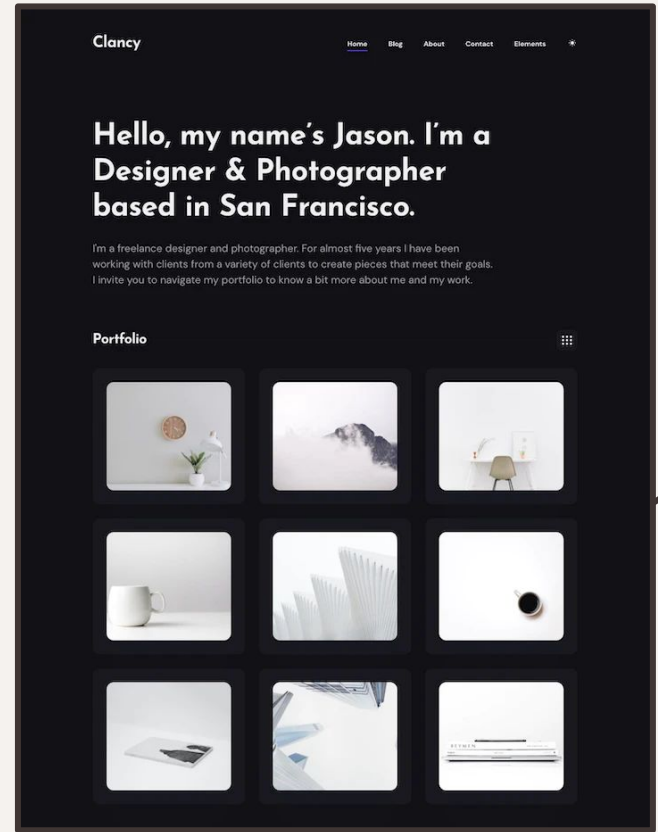 Clancy
Home Blog About Contact Elements
Hello, my name's Jason. I'm a
Designer & Photographer
based in San Francisco.
I'm a freelance designer and photographer. For almost five years I have been
working with clients from a variety of clients to create pieces that meet their goals.
I invite you to navigate my portfolio to know a bit more about me and my work.
Portfolio